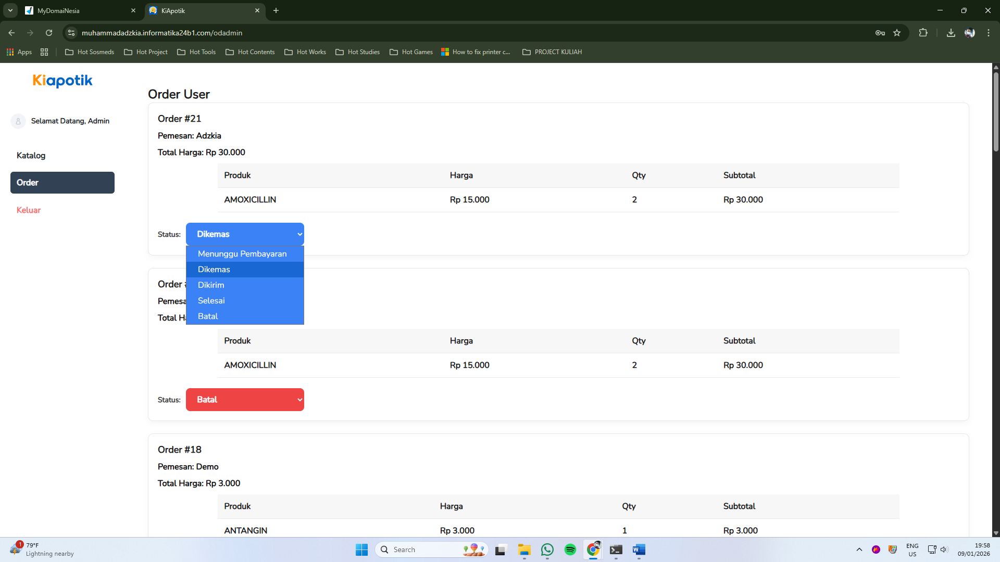 MyDomaiNesia
KiApotik
muhammadadzkia.informatika24b1.com/odadmin
Apps
Hot Sosmeds
Hot Project
Hot Tools
Hot Contents
Hot Works
Hot Studies
Hot Games
How to fix printer c...
PROJECT KULIAH
Kiapotik
Selamat Datang, Admin
Katalog
Order
Keluar
Order User
Order #21
Pemesan: Adzkia
Total Harga: Rp 30.000
Produk Harga Qty Subtotal
AMOXICILLIN Rp 15.000 2 Rp 30.000
Status: Dikemas
Menunggu Pembayaran
Dikemas
Dikirim
Selesai
Batal
Order
Produk Harga Qty Subtotal
AMOXICILLIN Rp 15.000 2 Rp 30.000
Status: Batal
Order #18
Pemesan: Demo
Total Harga: Rp 3.000
Produk Harga Qty Subtotal
ANTANGIN Rp 3.000 1 Rp 3.000
1
79°F
Lightning nearby
Search
ENG
US
19:58
09/01/2026